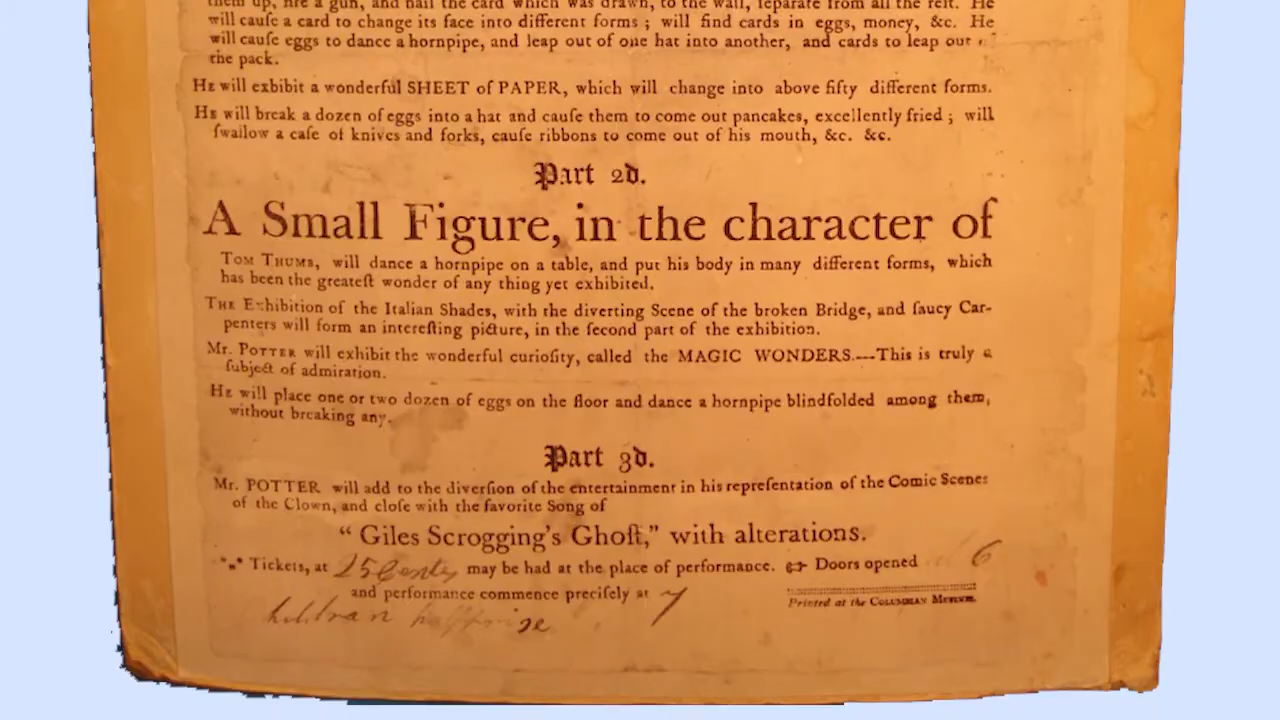 them up, fire a gun, and nail the card which was drawn, to the wall, ſeparate from all the reſt. He
will cauſe a card to change its face into different forms ; will find cards in eggs, money, &c. He
will cauſe eggs to dance a hornpipe, and leap out of one hat into another, and cards to leap out
the pack.
HE will exhibit a wonderful SHEET of PAPER, which will change into above fifty different forms.
HE will break a dozen of eggs into a hat and cauſe them to come out pancakes, excellently fried ; will
ſwallow a caſe of knives and forks, cauſe ribbons to come out of his mouth, &c. &c.
Part 2d.
A Small Figure, in the character of
TOM THUMB, will dance a hornpipe on a table, and put his body in many different forms, which
has been the greateſt wonder of any thing yet exhibited.
THE Exhibition of the Italian Shades, with the diverting Scene of the broken Bridge, and ſaucy Car-
penters will form an intereſting picture, in the ſecond part of the exhibition.
Mr. POTTER will exhibit the wonderful curioſity, called the MAGIC WONDERS.—This is truly a
ſubject of admiration.
HE will place one or two dozen of eggs on the floor and dance a hornpipe blindfolded among them,
without breaking any.
Part 3d.
Mr. POTTER will add to the diverſion of the entertainment in his repreſentation of the Comic Scenes
of the Clown, and cloſe with the favorite Song of
“ Giles Scrogging's Ghoſt,” with alterations.
*** Tickets, at 25 Cents may be had at the place of performance. ☞ Doors opened at 6
and performance commence preciſely at 7
Printed at the COLUMBIAN MUSEUM.